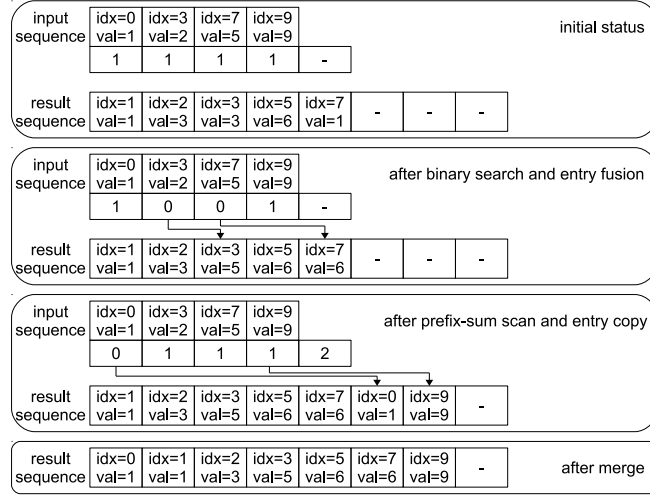 input sequence idx=0 idx=3 idx=7 idx=9 initial status
val=1 val=2 val=5 val=9
1 1 1 1 -
result sequence idx=1 idx=2 idx=3 idx=5 idx=7 - - -
val=1 val=3 val=3 val=6 val=1
input sequence idx=0 idx=3 idx=7 idx=9 after binary search and entry fusion
val=1 val=2 val=5 val=9
1 0 0 1 -
result sequence idx=1 idx=2 idx=3 idx=5 idx=7 - - -
val=1 val=3 val=5 val=6 val=6
input sequence idx=0 idx=3 idx=7 idx=9 after prefix-sum scan and entry copy
val=1 val=2 val=5 val=9
0 1 1 1 2
result sequence idx=1 idx=2 idx=3 idx=5 idx=7 idx=0 idx=9 -
val=1 val=3 val=5 val=6 val=6 val=1 val=9
result sequence idx=0 idx=1 idx=2 idx=3 idx=5 idx=7 idx=9 - after merge
val=1 val=1 val=3 val=5 val=6 val=6 val=9